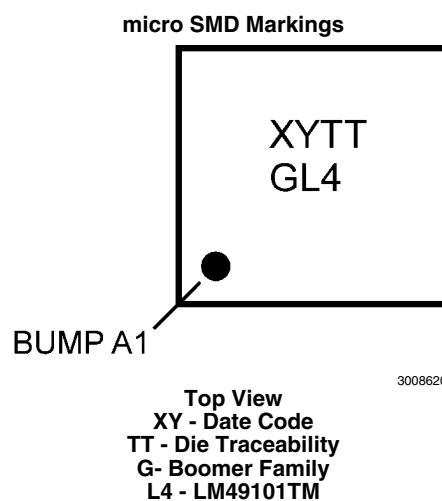 micro SMD Markings
XYTT
GL4
BUMP A1
3008620
Top View
XY - Date Code
TT - Die Traceability
G- Boomer Family
L4 - LM49101TM